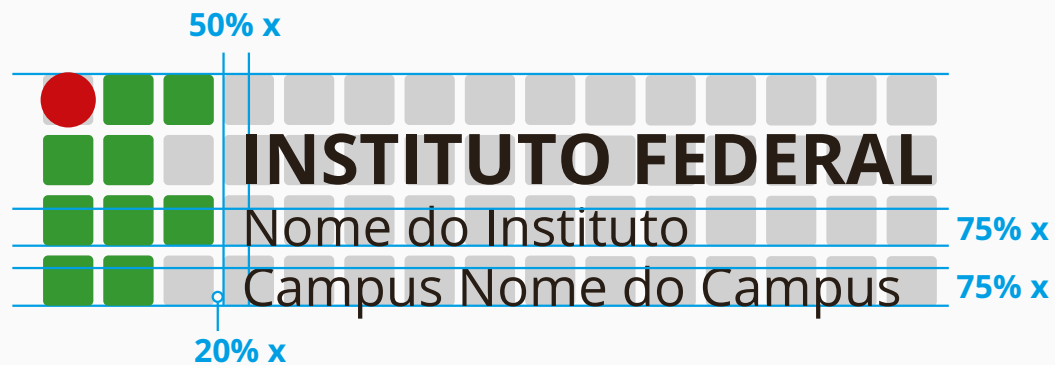 50% x
INSTITUTO FEDERAL
Nome do Instituto
75% x
Campus Nome do Campus
75% x
20% x